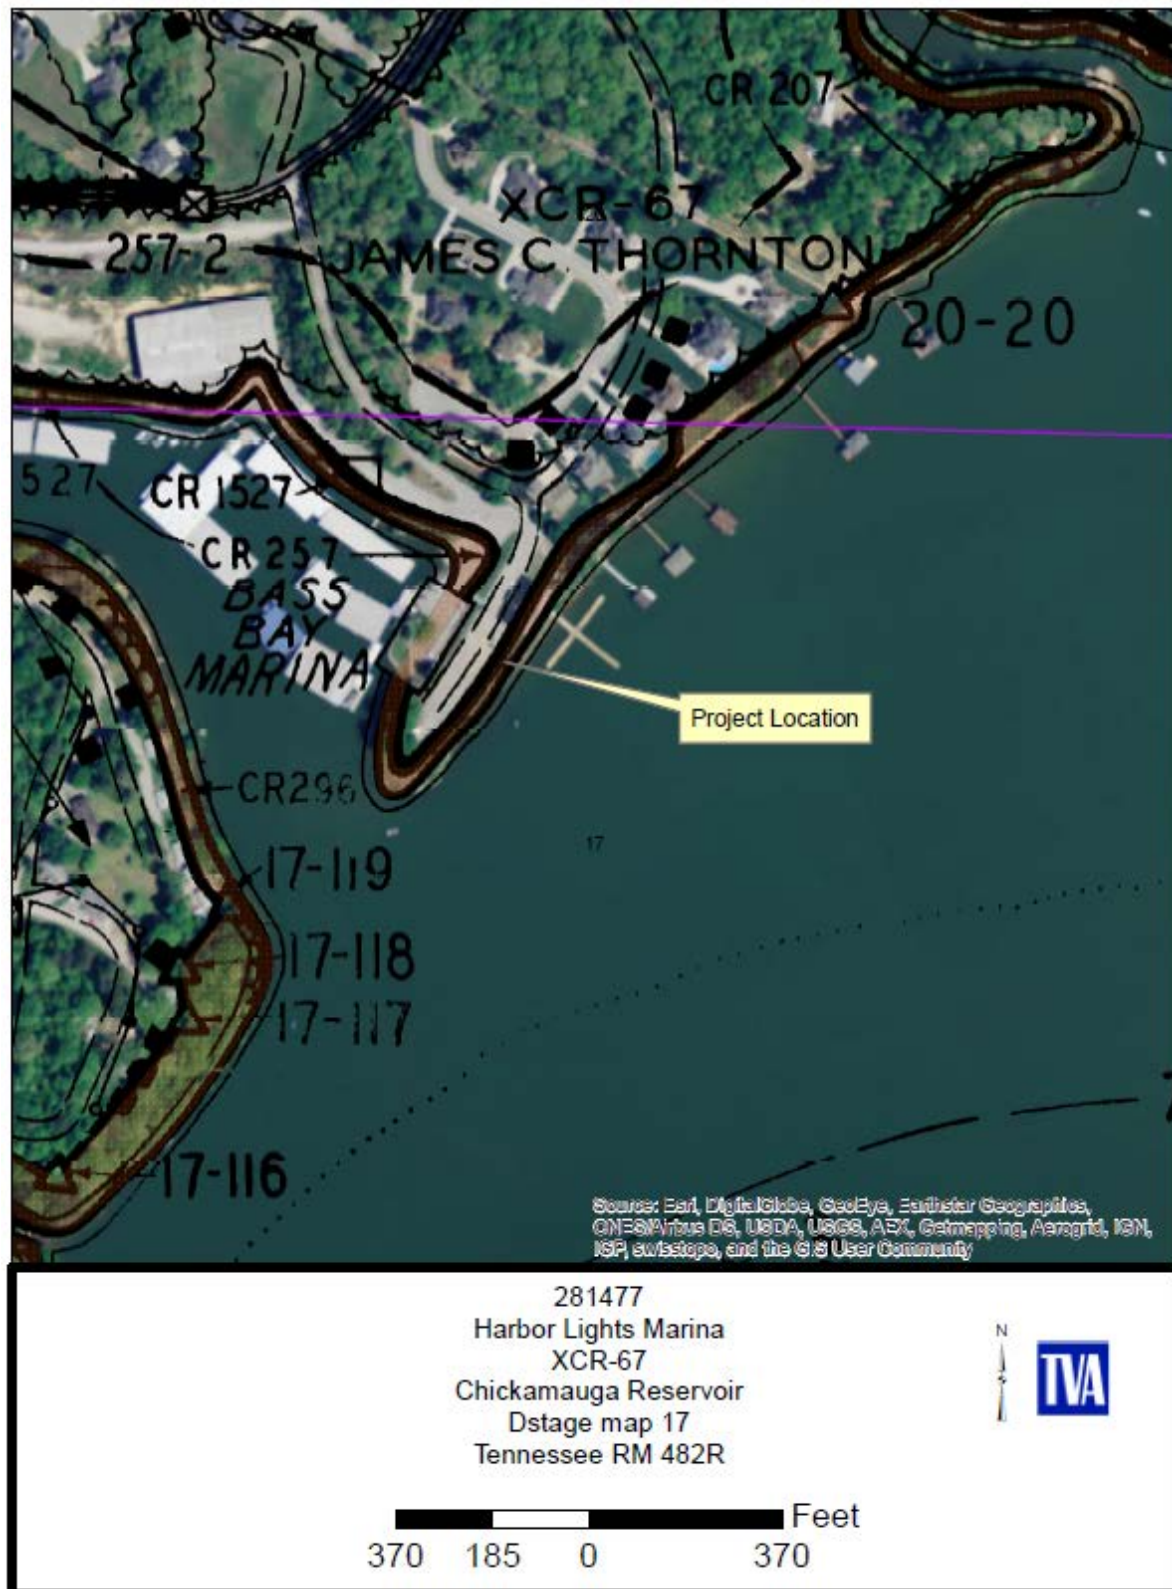 CR 207
XCR-67
JAMES C. THORNTON
257-2
20-20
527
CR 1527
CR 257
BASS
BAY
MARINA
Project Location
CR296
17
17-119
17-118
17-117
17-116
Source: Esri, DigitalGlobe, GeoEye, Earthstar Geographics,
CNES/Airbus DS, USDA, USGS, AEX, Getmapping, Aerogrid, IGN,
IGP, swisstopo, and the GIS User Community
281477
Harbor Lights Marina
XCR-67
Chickamauga Reservoir
Dstage map 17
Tennessee RM 482R
N
TVA
Feet
370 185 0 370